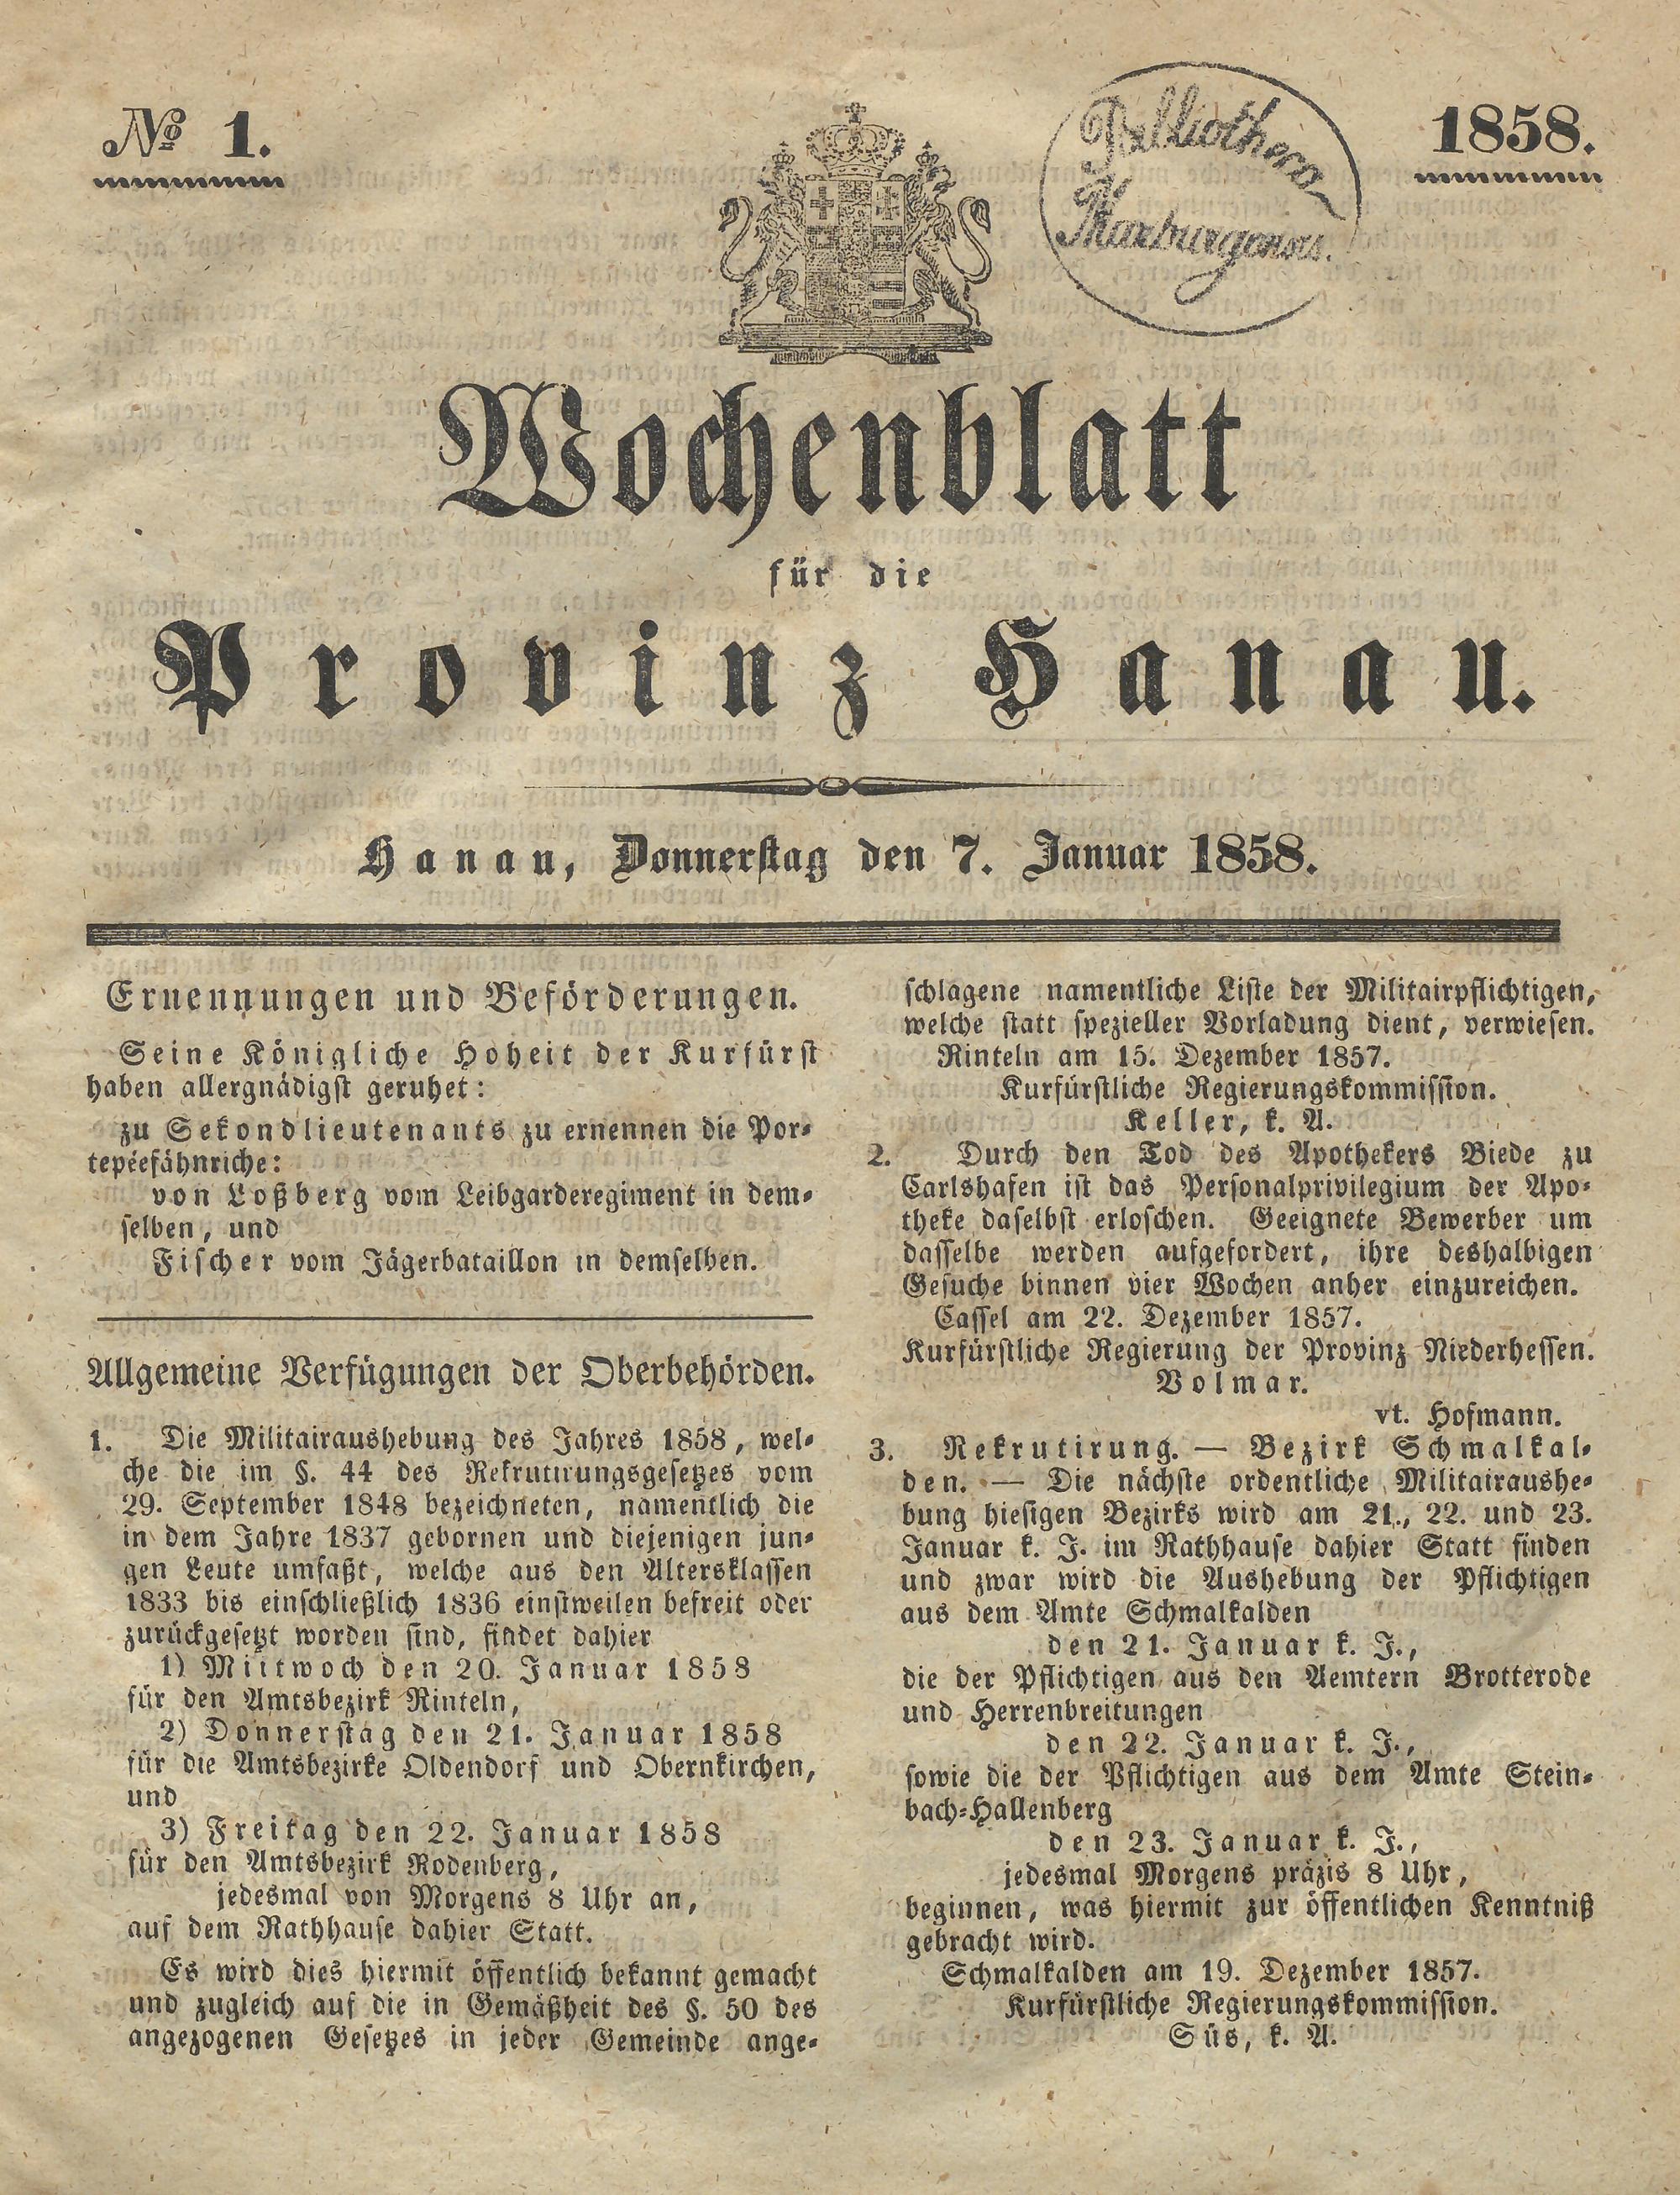 № 1.
1858.
Bibliotheca
Marburgensis.
Wochenblatt
für die
Provinz Hanau.
Hanau, Donnerstag den 7. Januar 1858.
Ernennungen und Beförderungen.
Seine Königliche Hoheit der Kurfürst
haben allergnädigst geruhet:
zu Sekondlieutenants zu ernennen die Por-
tepéefähnriche:
von Loßberg vom Leibgarderegiment in dem-
selben, und
Fischer vom Jägerbataillon in demselben.
Allgemeine Verfügungen der Oberbehörden.
1. Die Militairaushebung des Jahres 1858, wel-
che die im §. 44 des Rekrutirungsgesetzes vom
29. September 1848 bezeichneten, namentlich die
in dem Jahre 1837 gebornen und diejenigen jun-
gen Leute umfaßt, welche aus den Altersklassen
1833 bis einschließlich 1836 einstweilen befreit oder
zurückgesetzt worden sind, findet dahier
1) Mittwoch den 20. Januar 1858
für den Amtsbezirk Rinteln,
2) Donnerstag den 21. Januar 1858
für die Amtsbezirke Oldendorf und Obernkirchen,
und
3) Freitag den 22. Januar 1858
für den Amtsbezirk Rodenberg,
jedesmal von Morgens 8 Uhr an,
auf dem Rathhause dahier Statt.
Es wird dies hiermit öffentlich bekannt gemacht
und zugleich auf die in Gemäßheit des §. 50 des
angezogenen Gesetzes in jeder Gemeinde ange-
schlagene namentliche Liste der Militairpflichtigen,
welche statt spezieller Vorladung dient, verwiesen.
Rinteln am 15. Dezember 1857.
Kurfürstliche Regierungskommission.
Keller, k. A.
2. Durch den Tod des Apothekers Biede zu
Carlshafen ist das Personalprivilegium der Apo-
theke daselbst erloschen. Geeignete Bewerber um
dasselbe werden aufgefordert, ihre deshalbigen
Gesuche binnen vier Wochen anher einzureichen.
Cassel am 22. Dezember 1857.
Kurfürstliche Regierung der Provinz Niederhessen.
Volmar.
vt. Hofmann.
3. Rekrutirung. — Bezirk Schmalkal-
den. — Die nächste ordentliche Militairaushe-
bung hiesigen Bezirks wird am 21., 22. und 23.
Januar k. J. im Rathhause dahier Statt finden
und zwar wird die Aushebung der Pflichtigen
aus dem Amte Schmalkalden
den 21. Januar k. J.,
die der Pflichtigen aus den Aemtern Brotterode
und Herrenbreitungen
den 22. Januar k. J.,
sowie die der Pflichtigen aus dem Amte Stein-
bach-Hallenberg
den 23. Januar k. J.,
jedesmal Morgens präzis 8 Uhr,
beginnen, was hiermit zur öffentlichen Kenntniß
gebracht wird.
Schmalkalden am 19. Dezember 1857.
Kurfürstliche Regierungskommission.
Süs, k. A.